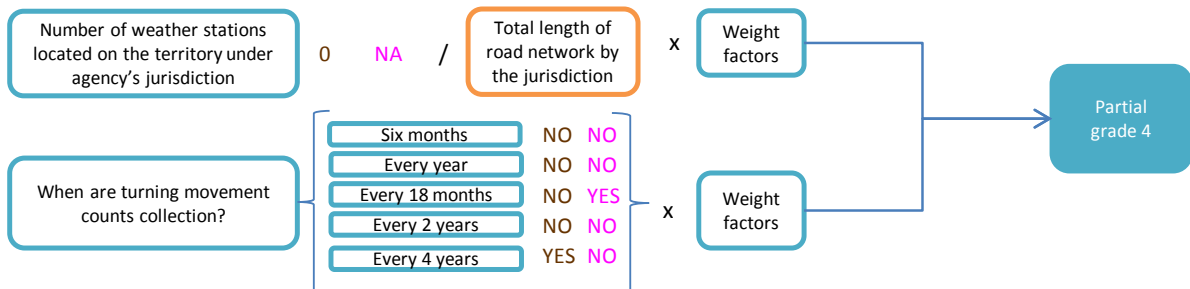 Number of weather stations
located on the territory under
agency's jurisdiction
0 NA /
Total length of
road network by
the jurisdiction
x
Weight
factors
Partial
grade 4
When are turning movement
counts collection?
Six months NO NO
Every year NO NO
Every 18 months NO YES
Every 2 years NO NO
Every 4 years YES NO
x
Weight
factors